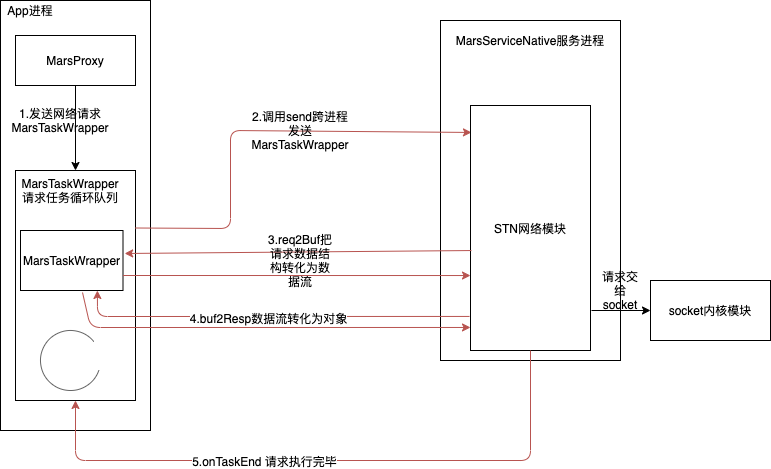 App进程
MarsProxy
1.发送网络请求
MarsTaskWrapper
MarsTaskWrapper
请求任务循环队列
MarsTaskWrapper
2.调用send跨进程
发送
MarsTaskWrapper
3.req2Buf把
请求数据结
构转化为数
据流
4.buf2Resp数据流转化为对象
5.onTaskEnd 请求执行完毕
MarsServiceNative服务进程
STN网络模块
请求交
给
socket
socket内核模块